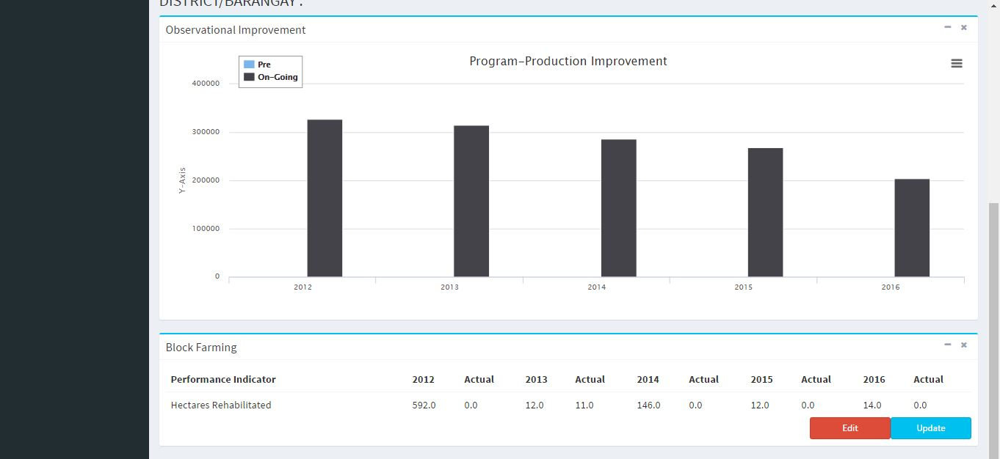 DISTRICT/BARANGAY :
Observational Improvement
Program-Production Improvement
Pre
On-Going
400000
300000
200000
100000
0
Y-Axis
2012 2013 2014 2015 2016
Block Farming
Performance Indicator 2012 Actual 2013 Actual 2014 Actual 2015 Actual 2016 Actual
Hectares Rehabilitated 592.0 0.0 12.0 11.0 146.0 0.0 12.0 0.0 14.0 0.0
Edit Update